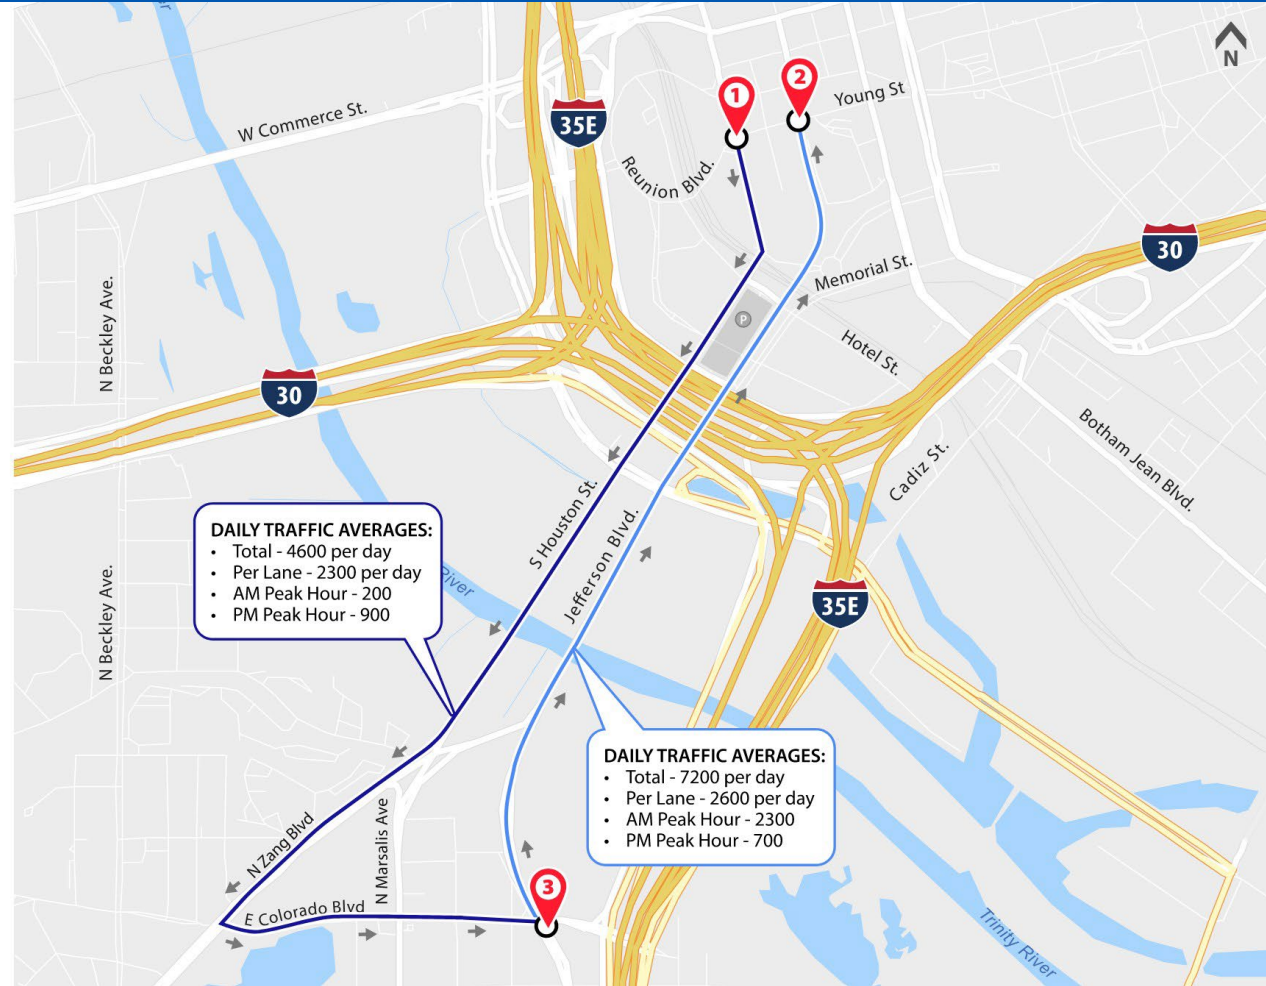 N
W Commerce St.
35E
1
2
Young St
Reunion Blvd.
30
Memorial St.
P
Hotel St.
N Beckley Ave.
30
Botham Jean Blvd.
Cadiz St.
S Houston St.
Jefferson Blvd.
DAILY TRAFFIC AVERAGES:
• Total - 4600 per day
• Per Lane - 2300 per day
• AM Peak Hour - 200
• PM Peak Hour - 900
River
35E
N Beckley Ave.
DAILY TRAFFIC AVERAGES:
• Total - 7200 per day
• Per Lane - 2600 per day
• AM Peak Hour - 2300
• PM Peak Hour - 700
N Zang Blvd
N Marsalis Ave
E Colorado Blvd
3
Trinity River